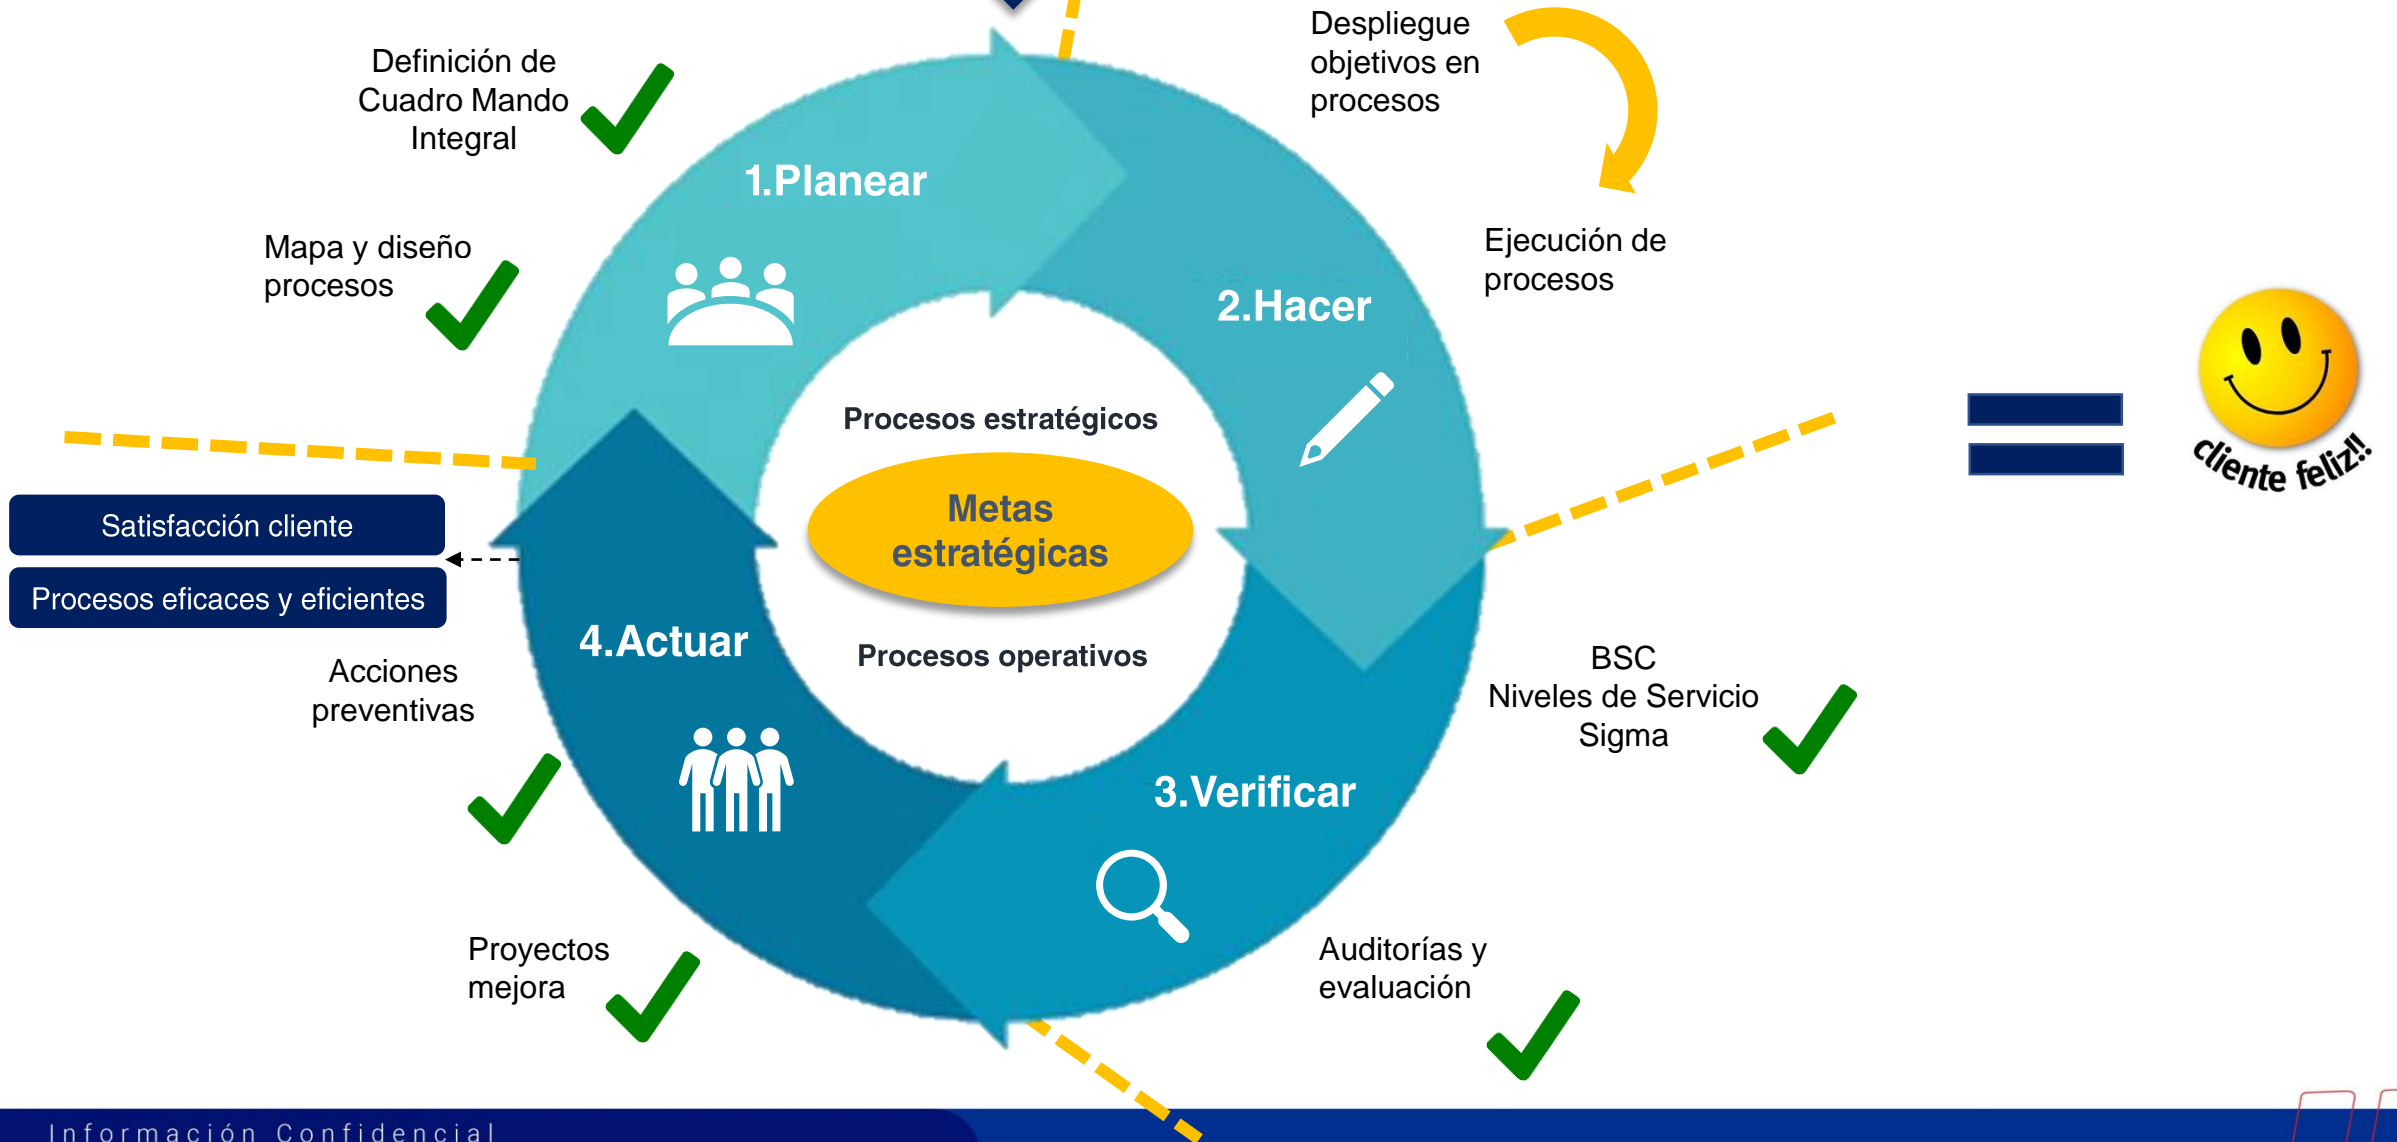 Definición de
Cuadro Mando
Integral
Despliegue
objetivos en
procesos
1.Planear
Mapa y diseño
procesos
Ejecución de
procesos
2.Hacer
Procesos estratégicos
Metas
estratégicas
Procesos operativos
cliente feliz!!
Satisfacción cliente
Procesos eficaces y eficientes
4.Actuar
Acciones
preventivas
BSC
Niveles de Servicio
Sigma
3.Verificar
Proyectos
mejora
Auditorías y
evaluación
Información Confidencial